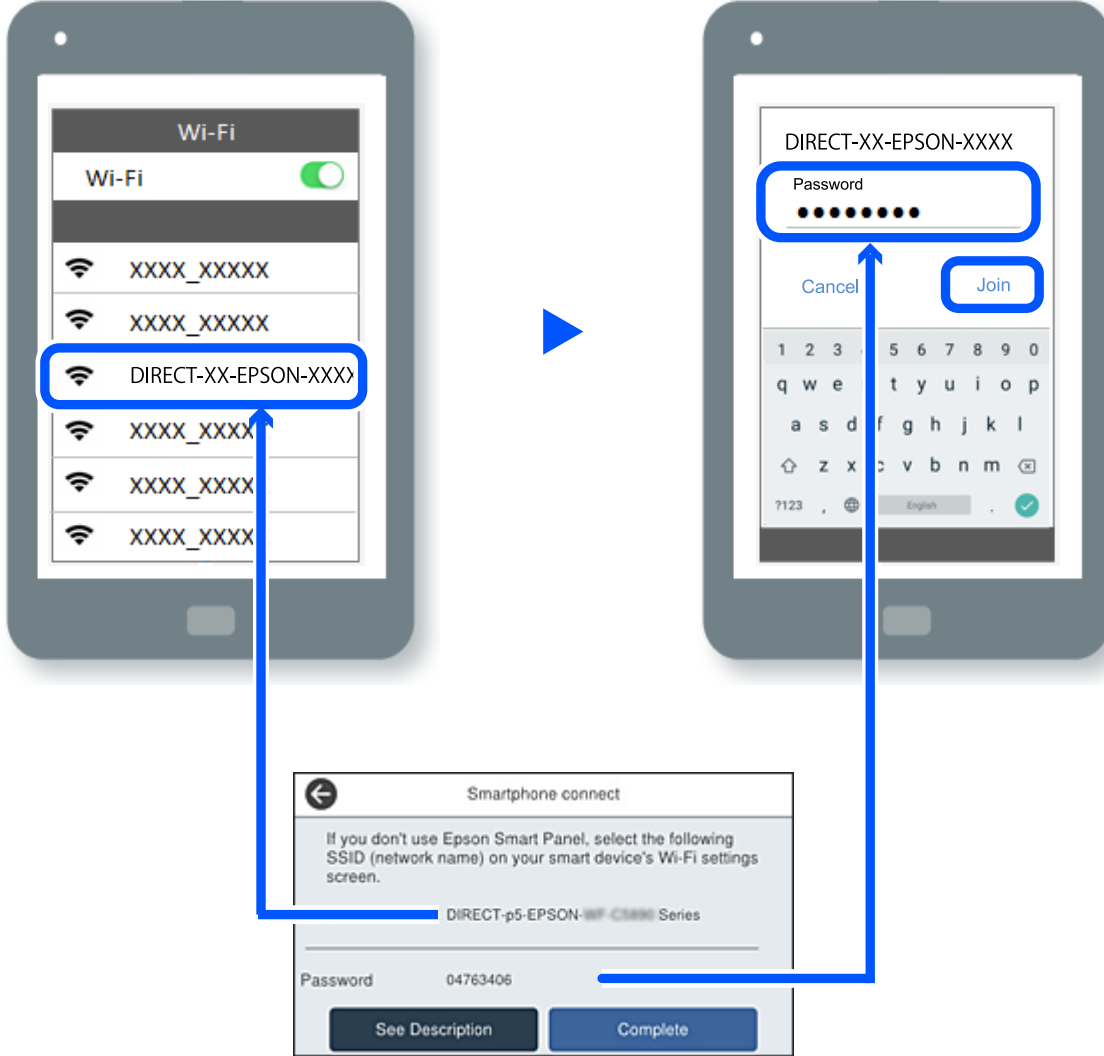 Wi-Fi
Wi-Fi
XXXX_XXXXX
XXXX_XXXXX
DIRECT-XX-EPSON-XXXX
XXXX_XXXX
XXXX_XXXX
XXXX_XXXX
DIRECT-XX-EPSON-XXXX
Password
Cancel Join
1 2 3 5 6 7 8 9 0
q w e t y u i o p
a s d f g h j k l
z x c v b n m
?123 , English .
Smartphone connect
If you don't use Epson Smart Panel, select the following
SSID (network name) on your smart device's Wi-Fi settings
screen.
DIRECT-p5-EPSON- Series
Password 04763406
See Description Complete